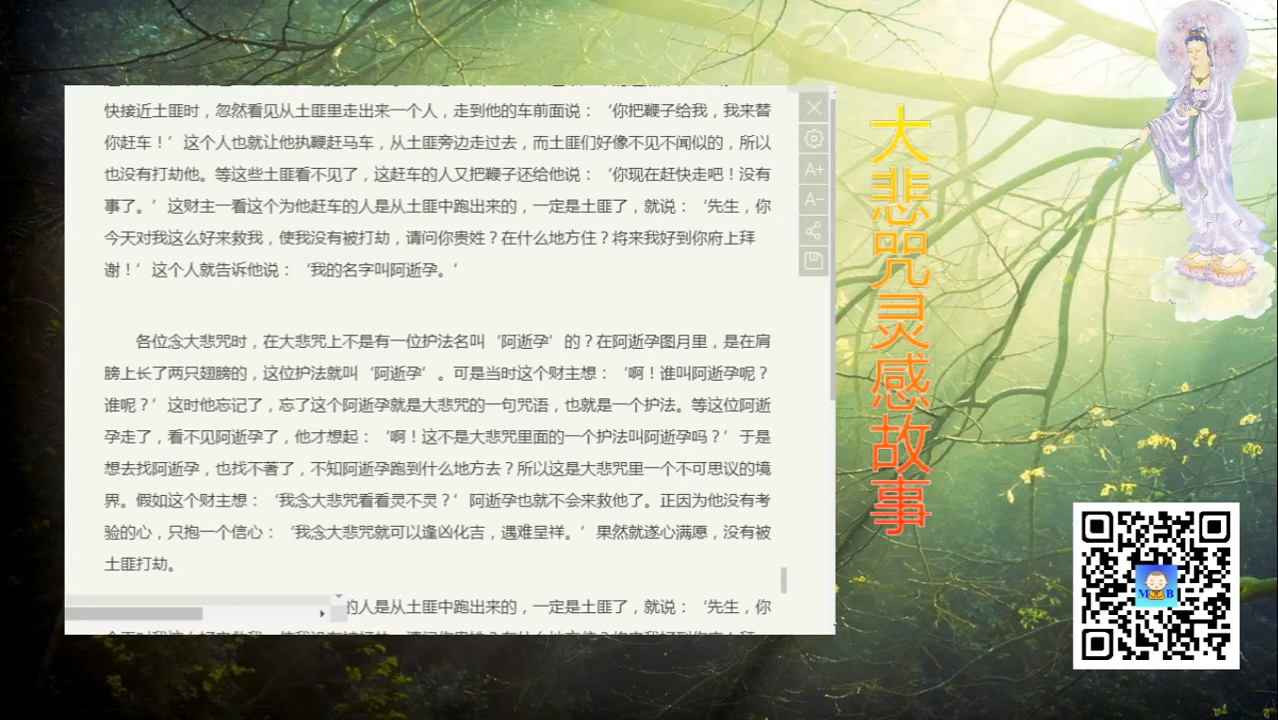 快接近土匪时，忽然看见从土匪里走出来一个人，走到他的车前面说：‘你把鞭子给我，我来替
你赶车！’这个人也就让他执鞭赶马车，从土匪旁边走过去，而土匪们好像不见不闻似的，所以
也没有打劫他。等这些土匪看不见了，这赶车的人又把鞭子还给他说：‘你现在赶快走吧！没有
事了。’这财主一看这个为他赶车的人是从土匪中跑出来的，一定是土匪了，就说：‘先生，你
今天对我这么好来救我，使我没有被打劫，请问你贵姓？在什么地方住？将来我好到你府上拜
谢！’这个人就告诉他说：‘我的名字叫阿逝孕。’
各位念大悲咒时，在大悲咒上不是有一位护法名叫‘阿逝孕’的？在阿逝孕图月里，是在肩
膀上长了两只翅膀的，这位护法就叫‘阿逝孕’。可是当时这个财主想：‘啊！谁叫阿逝孕呢？
谁呢？’这时他忘记了，忘了这个阿逝孕就是大悲咒的一句咒语，也就是一个护法。等这位阿逝
孕走了，看不见阿逝孕了，他才想起：‘啊！这不是大悲咒里面的一个护法叫阿逝孕吗？’于是
想去找阿逝孕，也找不著了，不知阿逝孕跑到什么地方去？所以这是大悲咒里一个不可思议的境
界。假如这个财主想：‘我念大悲咒看看灵不灵？’阿逝孕也就不会来救他了。正因为他没有考
验的心，只抱一个信心：‘我念大悲咒就可以逢凶化吉，遇难呈祥。’果然就遂心满愿，没有被
土匪打劫。
的人是从土匪中跑出来的，一定是土匪了，就说：‘先生，你
A+
A-
大悲咒灵感故事
M B